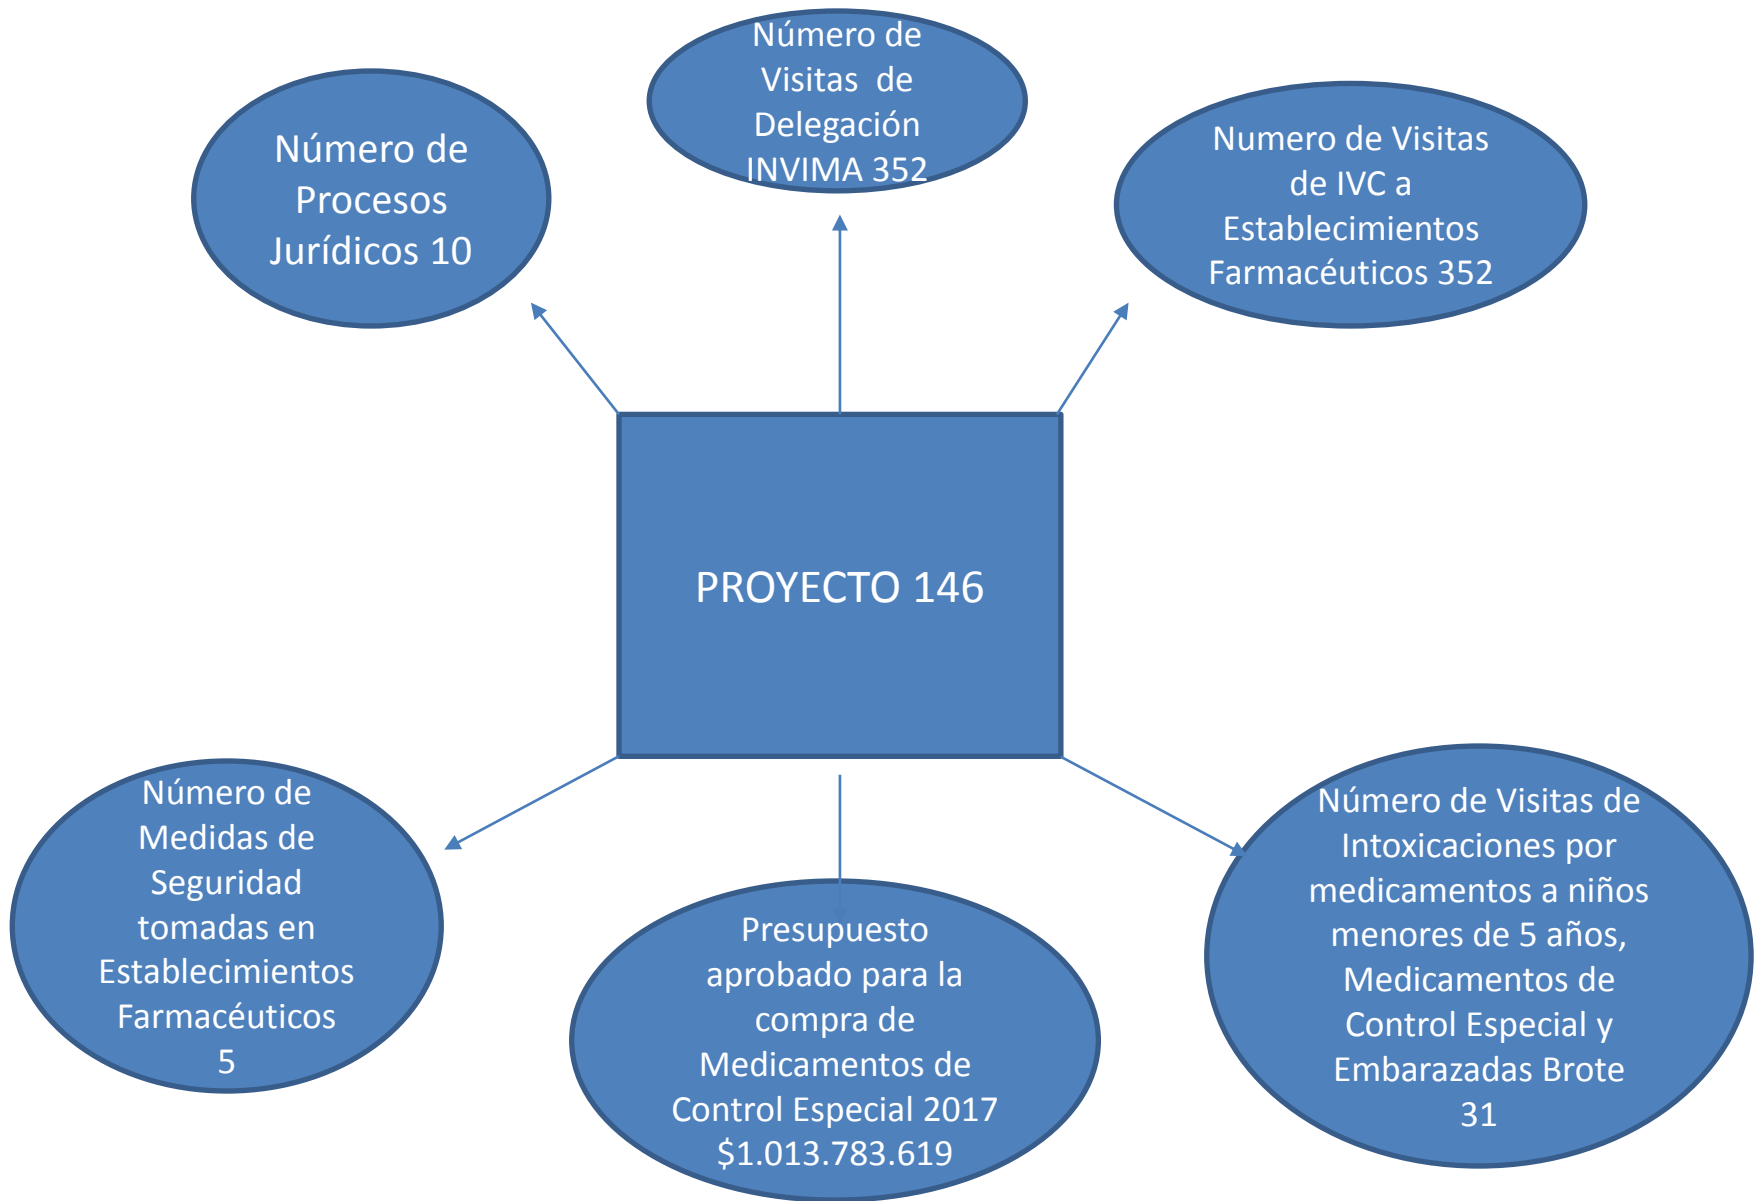 Número de
Visitas de
Delegación
INVIMA 352
Número de
Procesos
Jurídicos 10
Numero de Visitas
de IVC a
Establecimientos
Farmacéuticos 352
PROYECTO 146
Número de
Medidas de
Seguridad
tomadas en
Establecimientos
Farmacéuticos
5
Presupuesto
aprobado para la
compra de
Medicamentos de
Control Especial 2017
$1.013.783.619
Número de Visitas de
Intoxicaciones por
medicamentos a niños
menores de 5 años,
Medicamentos de
Control Especial y
Embarazadas Brote
31